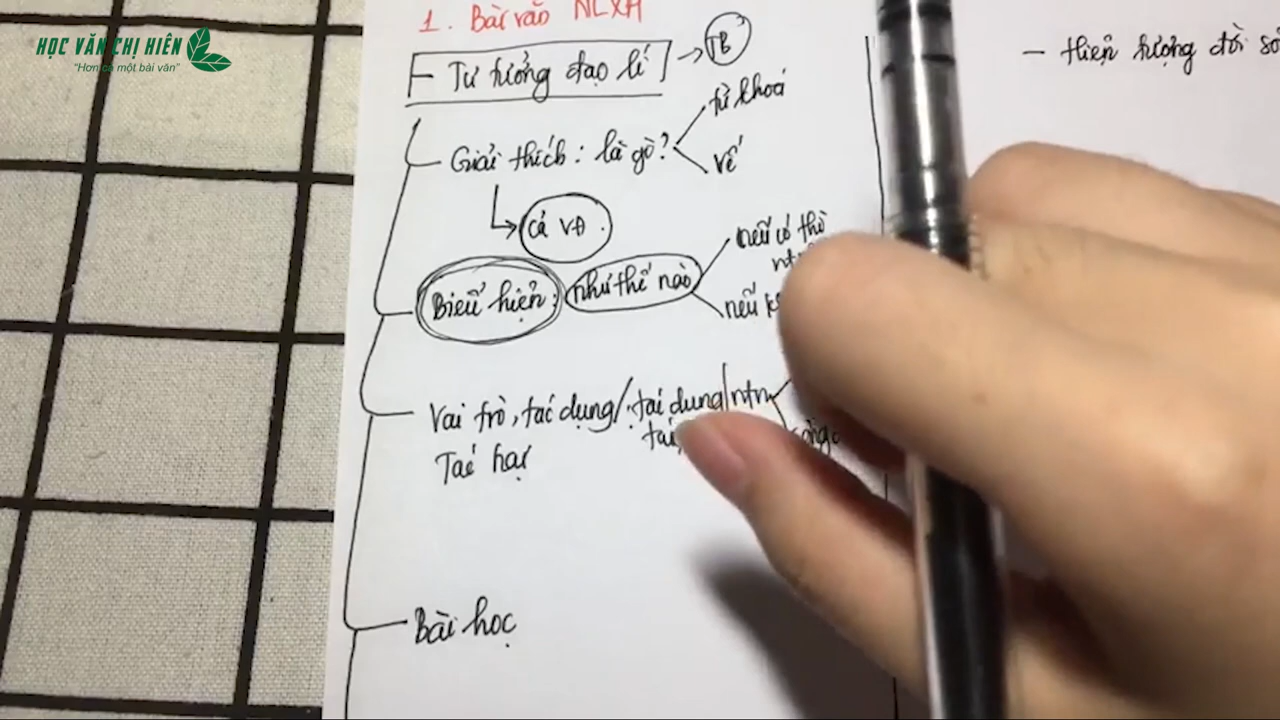 HỌC VĂN CHỊ HIÊN
"Hơn cả một bài văn"
1. Bài văn NLXH
- Tư tưởng đạo lí → TB
Giải thích: là gì? từ khoá
vế
cả VĐ.
Biểu hiện: như thế nào nếu có thì
nếu
Vai trò, tác dụng/ tác dụng ntn
Tác hại
Bài học
- Hiện tượng đời